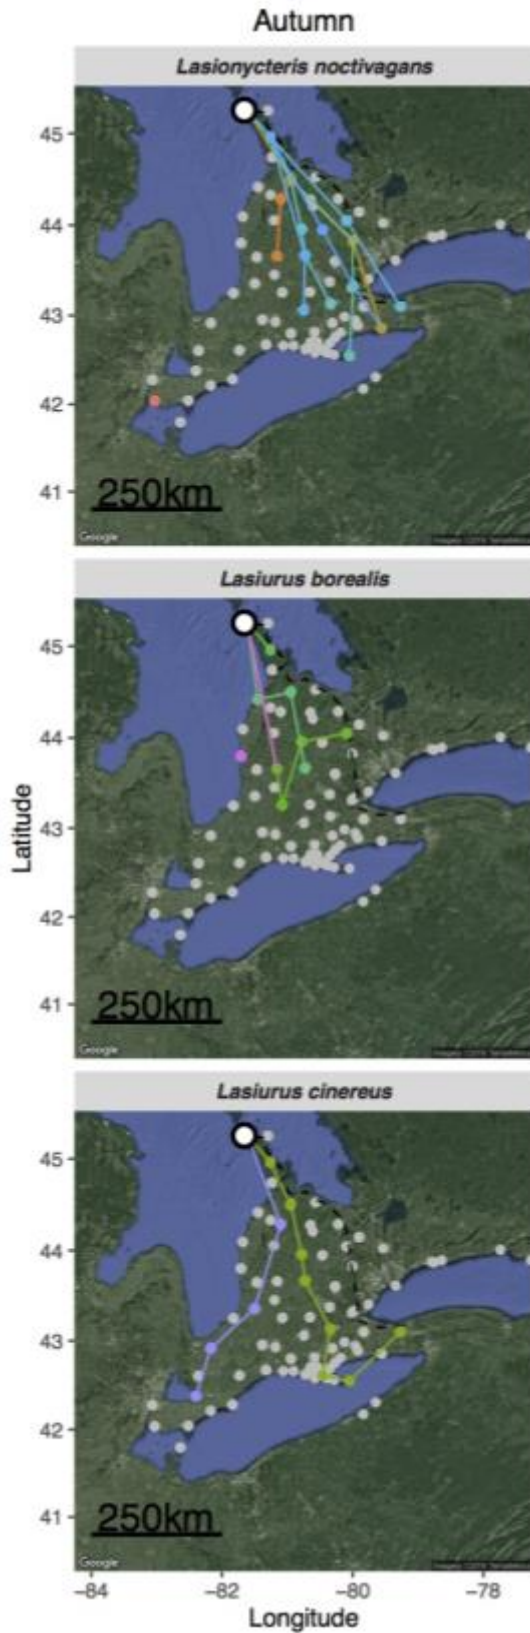 Autumn
Lasionycteris noctivagans
45
44
43
42
41
250km
Google
Lasiurus borealis
45
44
43
42
41
250km
Google
Latitude
Lasiurus cinereus
45
44
43
42
41
250km
Google
−84
−82
−80
−78
Longitude